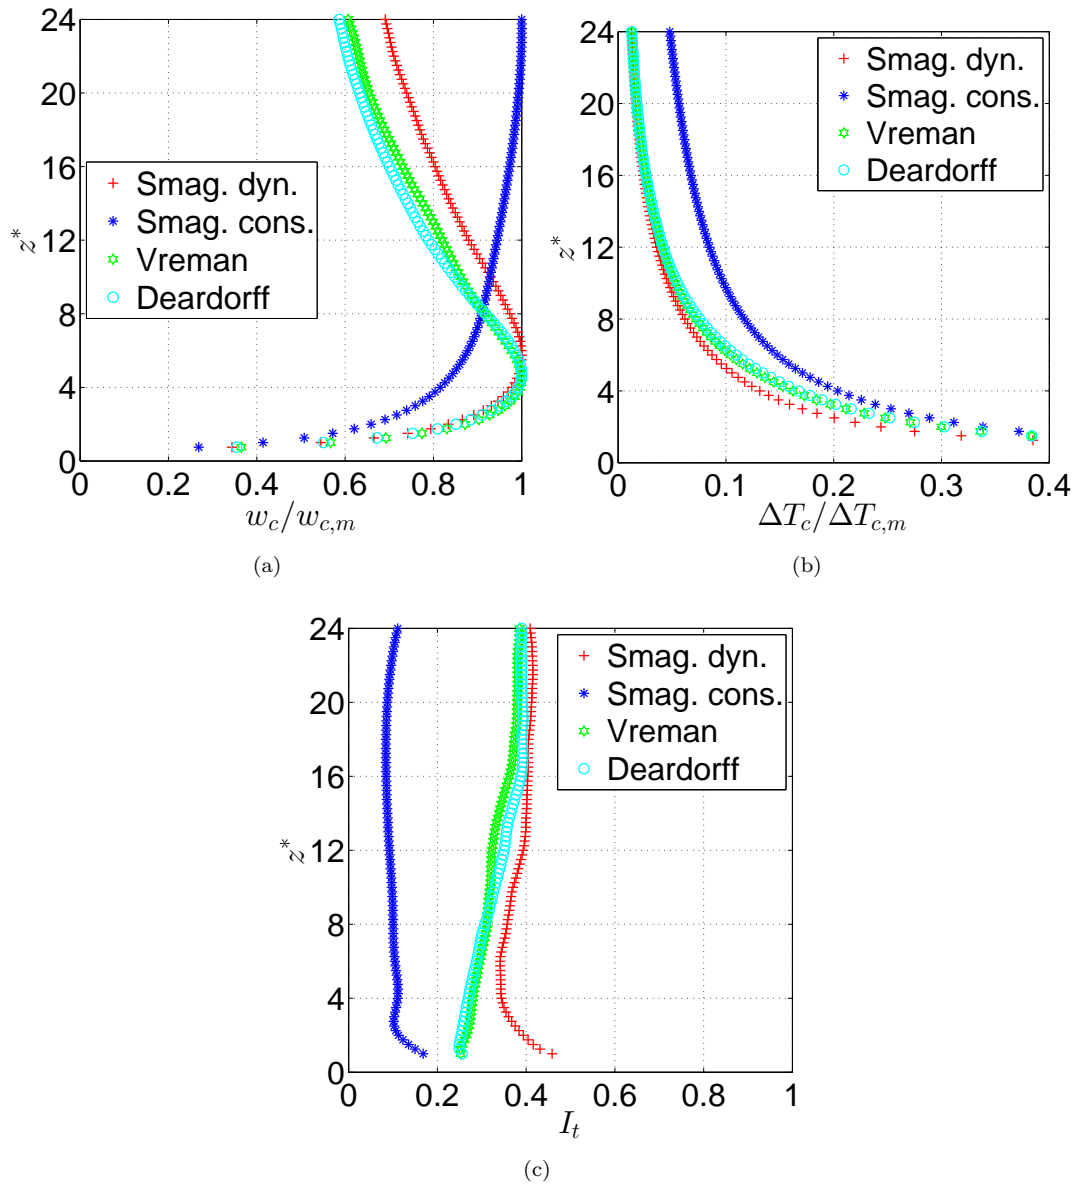 24
20
16
12
8
4
0
z*
Smag. dyn.
Smag. cons.
Vreman
Deardorff
0 0.2 0.4 0.6 0.8 1
w_c/w_{c,m}
(a)
24
20
16
12
8
4
0
z*
Smag. dyn.
Smag. cons.
Vreman
Deardorff
0 0.1 0.2 0.3 0.4
ΔT_c/ΔT_{c,m}
(b)
24
20
16
12
8
4
0
z*
Smag. dyn.
Smag. cons.
Vreman
Deardorff
0 0.2 0.4 0.6 0.8 1
I_t
(c)